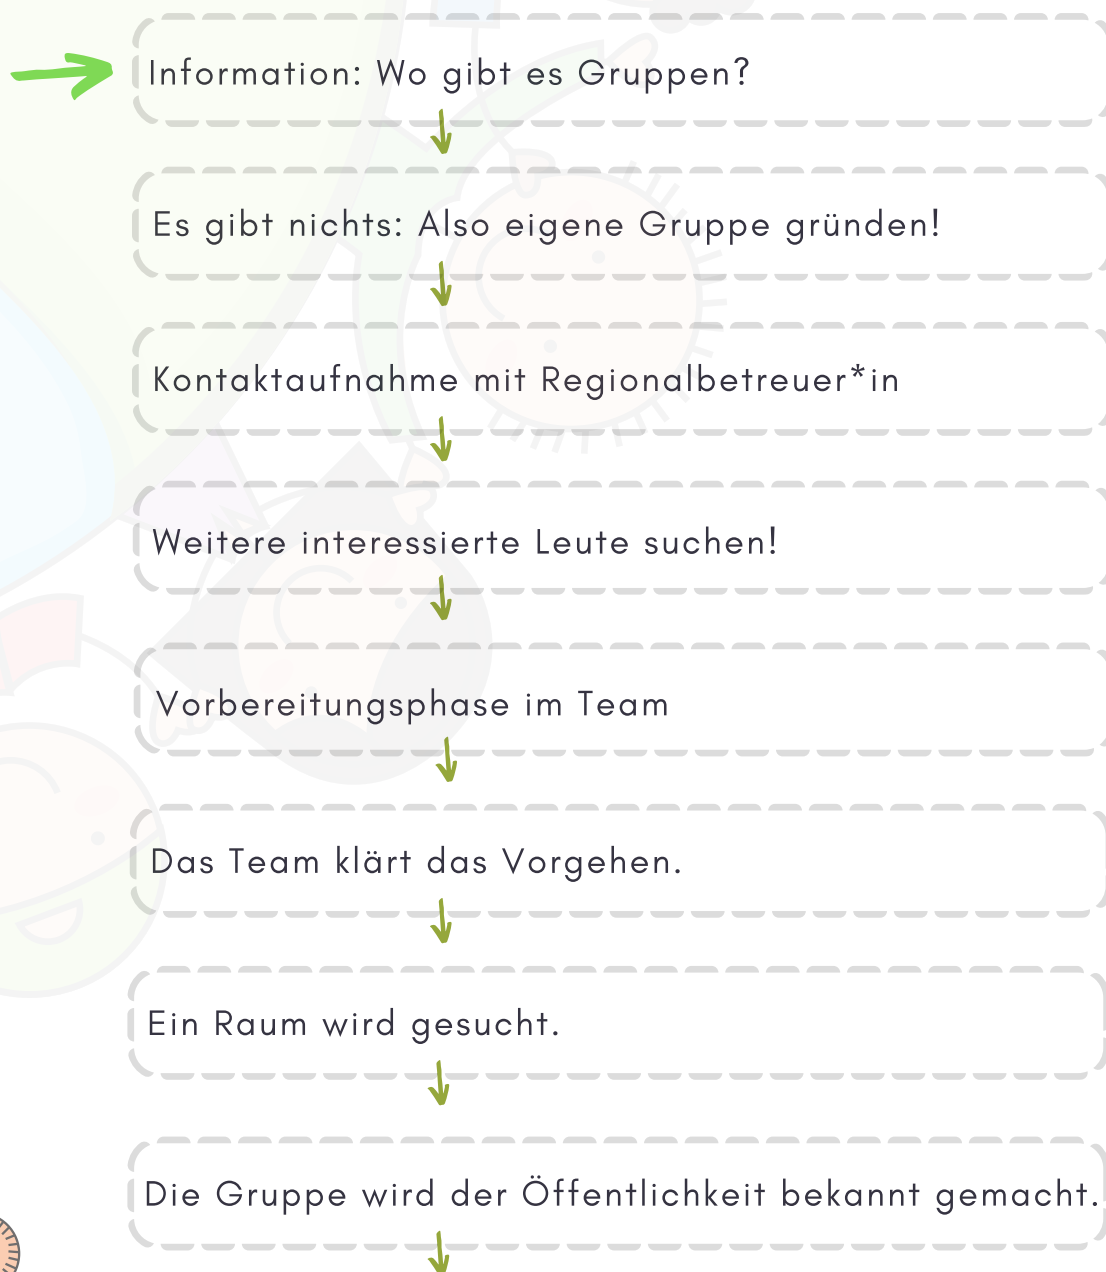 Information: Wo gibt es Gruppen?
Es gibt nichts: Also eigene Gruppe gründen!
Kontaktaufnahme mit Regionalbetreuer*in
Weitere interessierte Leute suchen!
Vorbereitungsphase im Team
Das Team klärt das Vorgehen.
Ein Raum wird gesucht.
Die Gruppe wird der Öffentlichkeit bekannt gemacht.